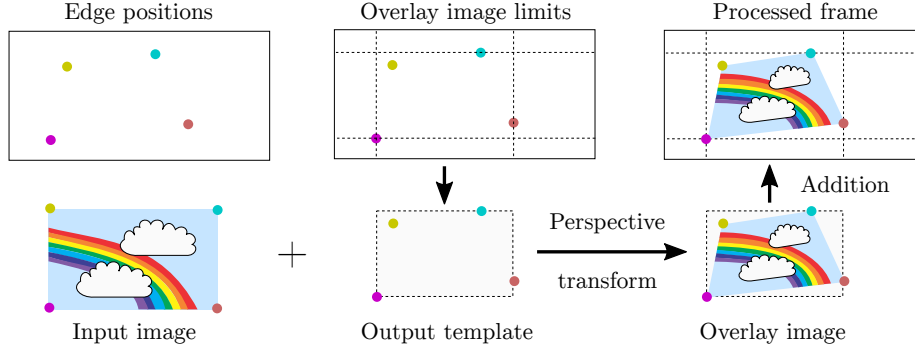 Edge positions
Overlay image limits
Processed frame
Addition
Perspective
transform
+
Input image
Output template
Overlay image